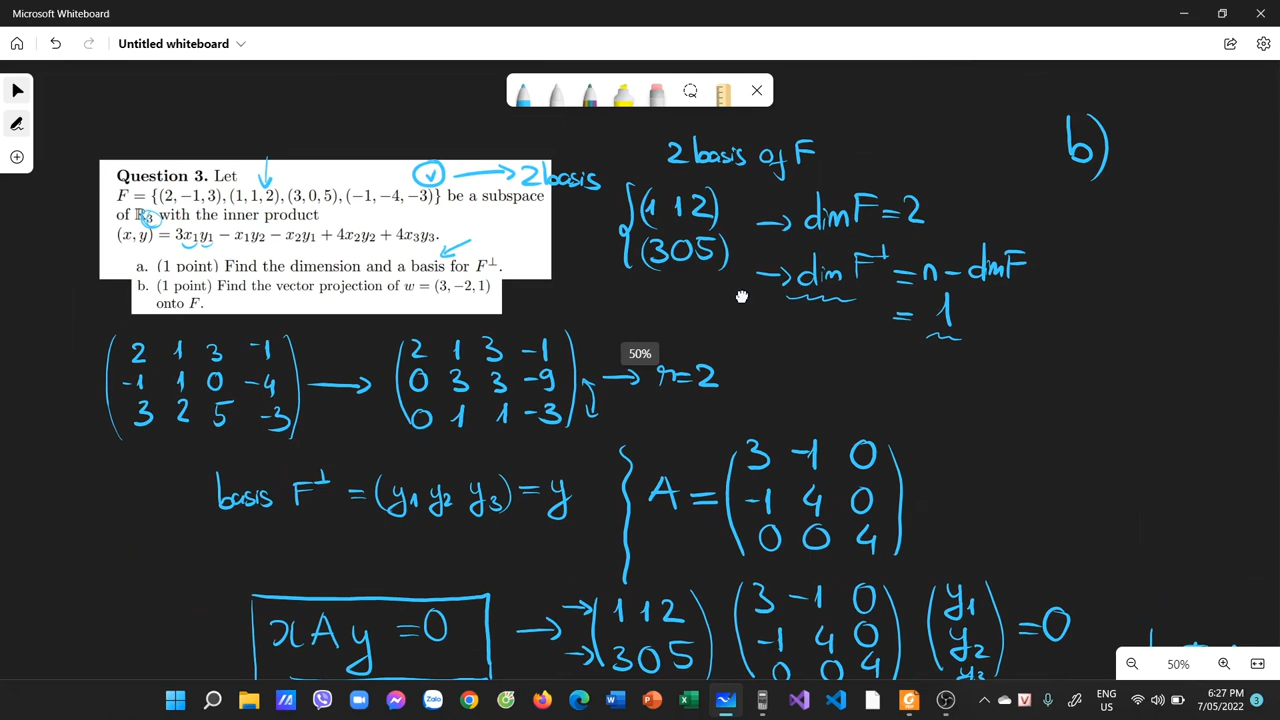 Microsoft Whiteboard
Untitled whiteboard
b)
2 basis of F
Question 3. Let
v → 2 basis
F = {(2, −1, 3), (1, 1, 2), (3, 0, 5), (−1, −4, −3)} be a subspace
of ℝ3 with the inner product
(x, y) = 3x₁y₁ − x₁y₂ − x₂y₁ + 4x₂y₂ + 4x₃y₃.
a. (1 point) Find the dimension and a basis for F⊥.
b. (1 point) Find the vector projection of w = (3, −2, 1)
onto F.
(1 1 2) → dim F = 2
(3 0 5) → dim F⊥ = n - dim F
= 1
50%
2 1 3 -1 → 2 1 3 -1
-1 1 0 -4 0 3 3 -9 → r=2
3 2 5 -3 0 1 1 -3
basis F⊥ = (y₁ y₂ y₃) = y
A = 3 -1 0
-1 4 0
0 0 4
x A y = 0 → 1 1 2 3 -1 0 y₁ = 0
3 0 5 -1 4 0 y₂
0 0 4 y₃
50%
Zalo
ENG
US
6:27 PM
7/05/2022
3